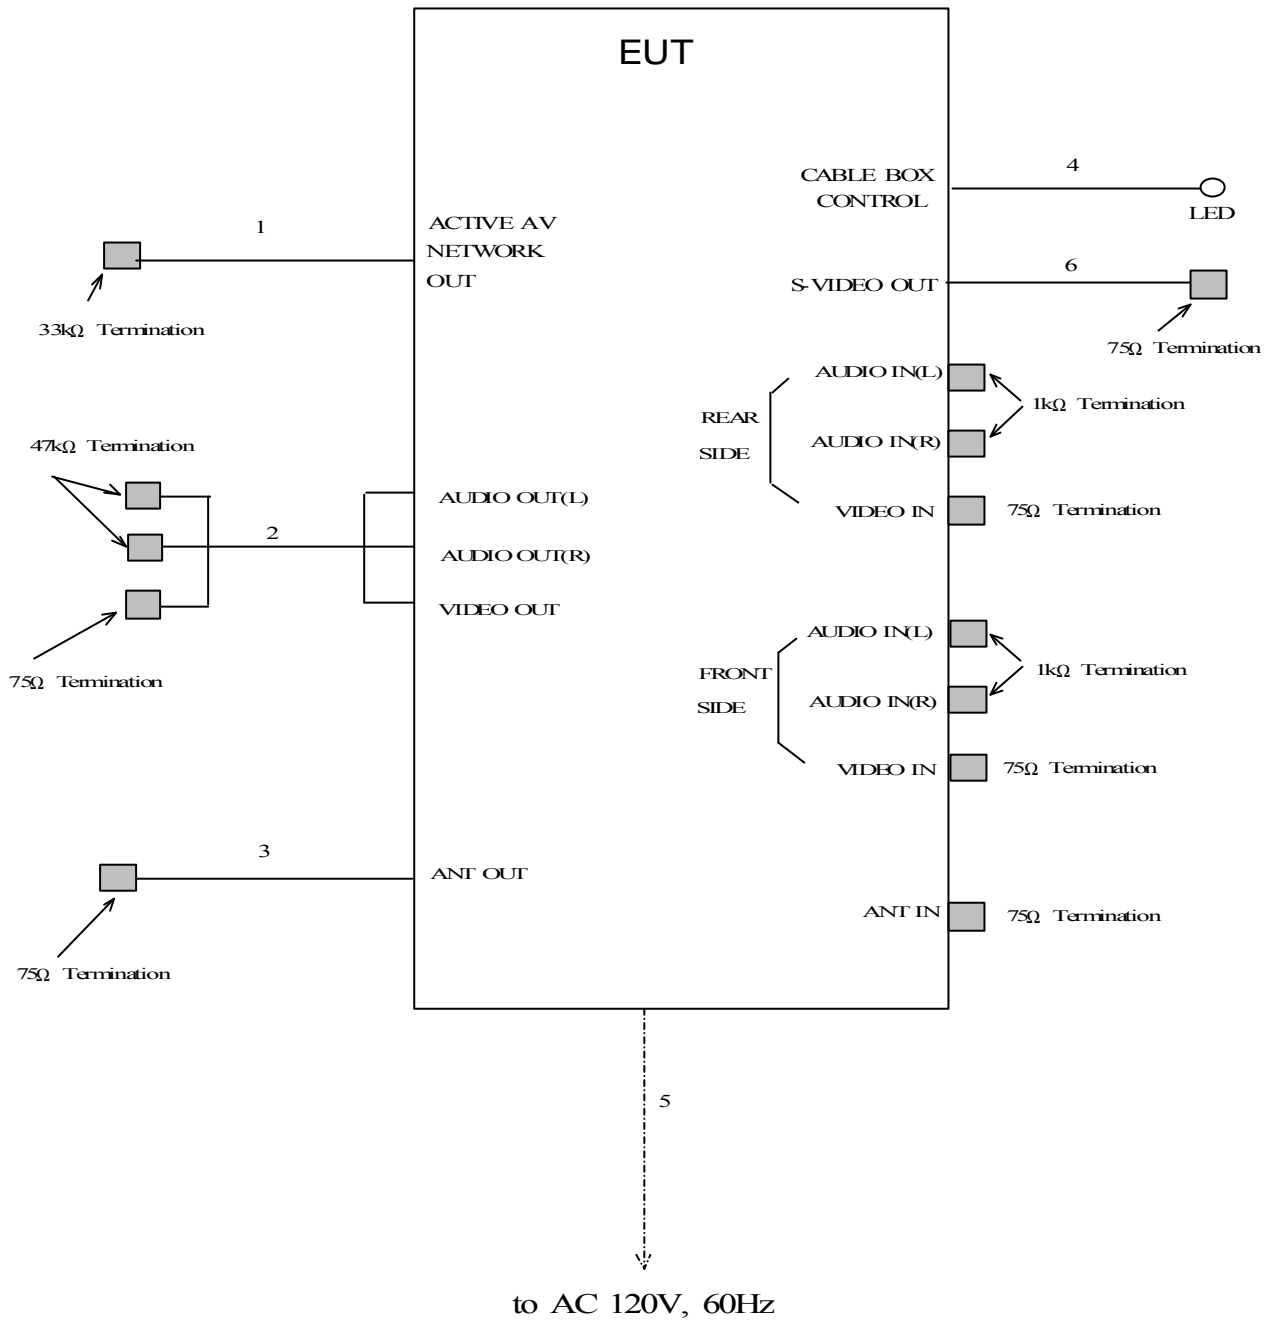 EUT
CABLE BOX
CONTROL
4
LED
1
ACTIVE AV
NETWORK
OUT
33kΩ Termination
S-VIDEO OUT
6
75Ω Termination
REAR
SIDE
AUDIO IN(L)
AUDIO IN(R)
1kΩ Termination
VIDEO IN
75Ω Termination
47kΩ Termination
2
AUDIO OUT(L)
AUDIO OUT(R)
VIDEO OUT
75Ω Termination
FRONT
SIDE
AUDIO IN(L)
AUDIO IN(R)
1kΩ Termination
VIDEO IN
75Ω Termination
3
ANT OUT
75Ω Termination
ANT IN
75Ω Termination
5
to AC 120V, 60Hz